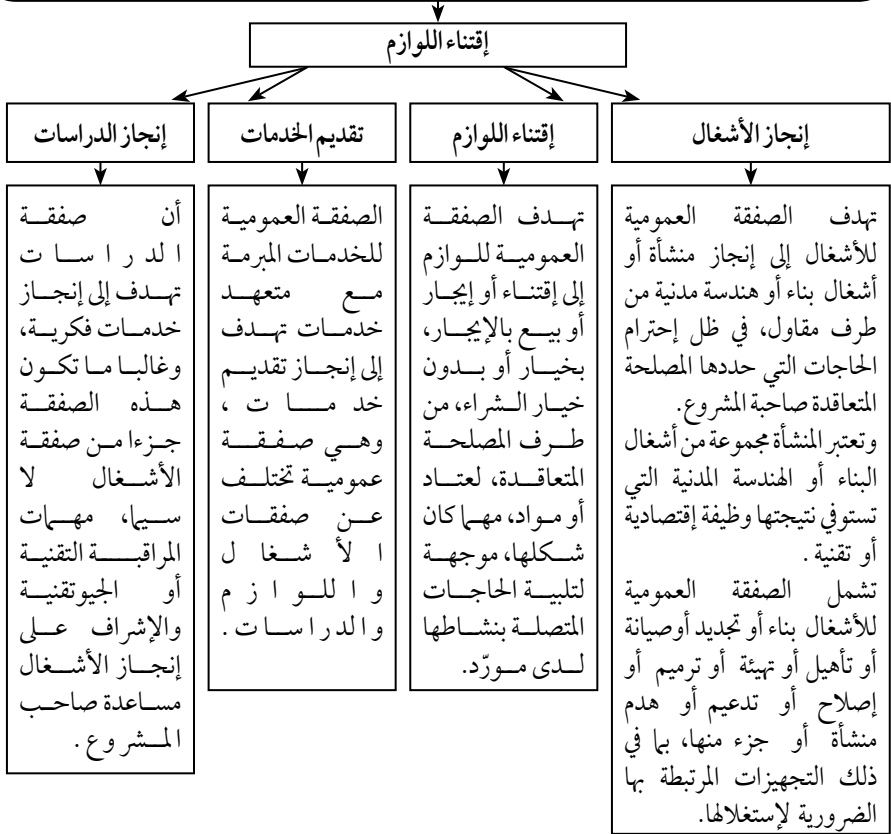 إقتناء اللوازم
إنجاز الأشغال
إقتناء اللوازم
تقديم الخدمات
إنجاز الدراسات
تهدف الصفقة العمومية
للأشغال إلى إنجاز منشأة أو
أشغال بناء أو هندسة مدنية من
طرف مقاول، في ظل إحترام
الحاجات التي حددها المصلحة
المتعاقدة صاحبة المشروع.
وتعتبر المنشأة مجموعة من أشغال
البناء أو الهندسة المدنية التي
تستوفي نتيجتها وظيفة إقتصادية
أو تقنية.
تشمل الصفقة العمومية
للأشغال بناء أو تجديد أوصيانة
أو تأهيل أو تهيئة أو ترميم أو
إصلاح أو تدعيم أو هدم
منشأة أو جزء منها، بما في
ذلك التجهيزات المرتبطة بها
الضرورية لإستغلالها.
تهدف الصفقة
العمومية للوازم
إلى إقتناء أو إيجار
أو بيع بالإيجار،
بخيار أو بدون
خيار الشراء، من
طرف المصلحة
المتعاقدة، لعتاد
أو مواد، مهما كان
شكلها، موجهة
لتلبية الحاجات
المتصلة بنشاطها
لدى مورّد.
الصفقة العمومية
للخدمات المبرمة
مع متعهد
خدمات تهدف
إلى إنجاز تقديم
خدمات ،
وهي صفقة
عمومية تختلف
عن صفقات
الأشغال
واللوازم
والدراسات.
أن صفقة
الدراسات
تهدف إلى إنجاز
خدمات فكرية،
وغالبا ما تكون
هذه الصفقة
جزءا من صفقة
الأشغال لا
سيما، مهمات
المراقبة التقنية
أو الجيوتقنية
والإشراف على
إنجاز الأشغال
مساعدة صاحب
المشروع.